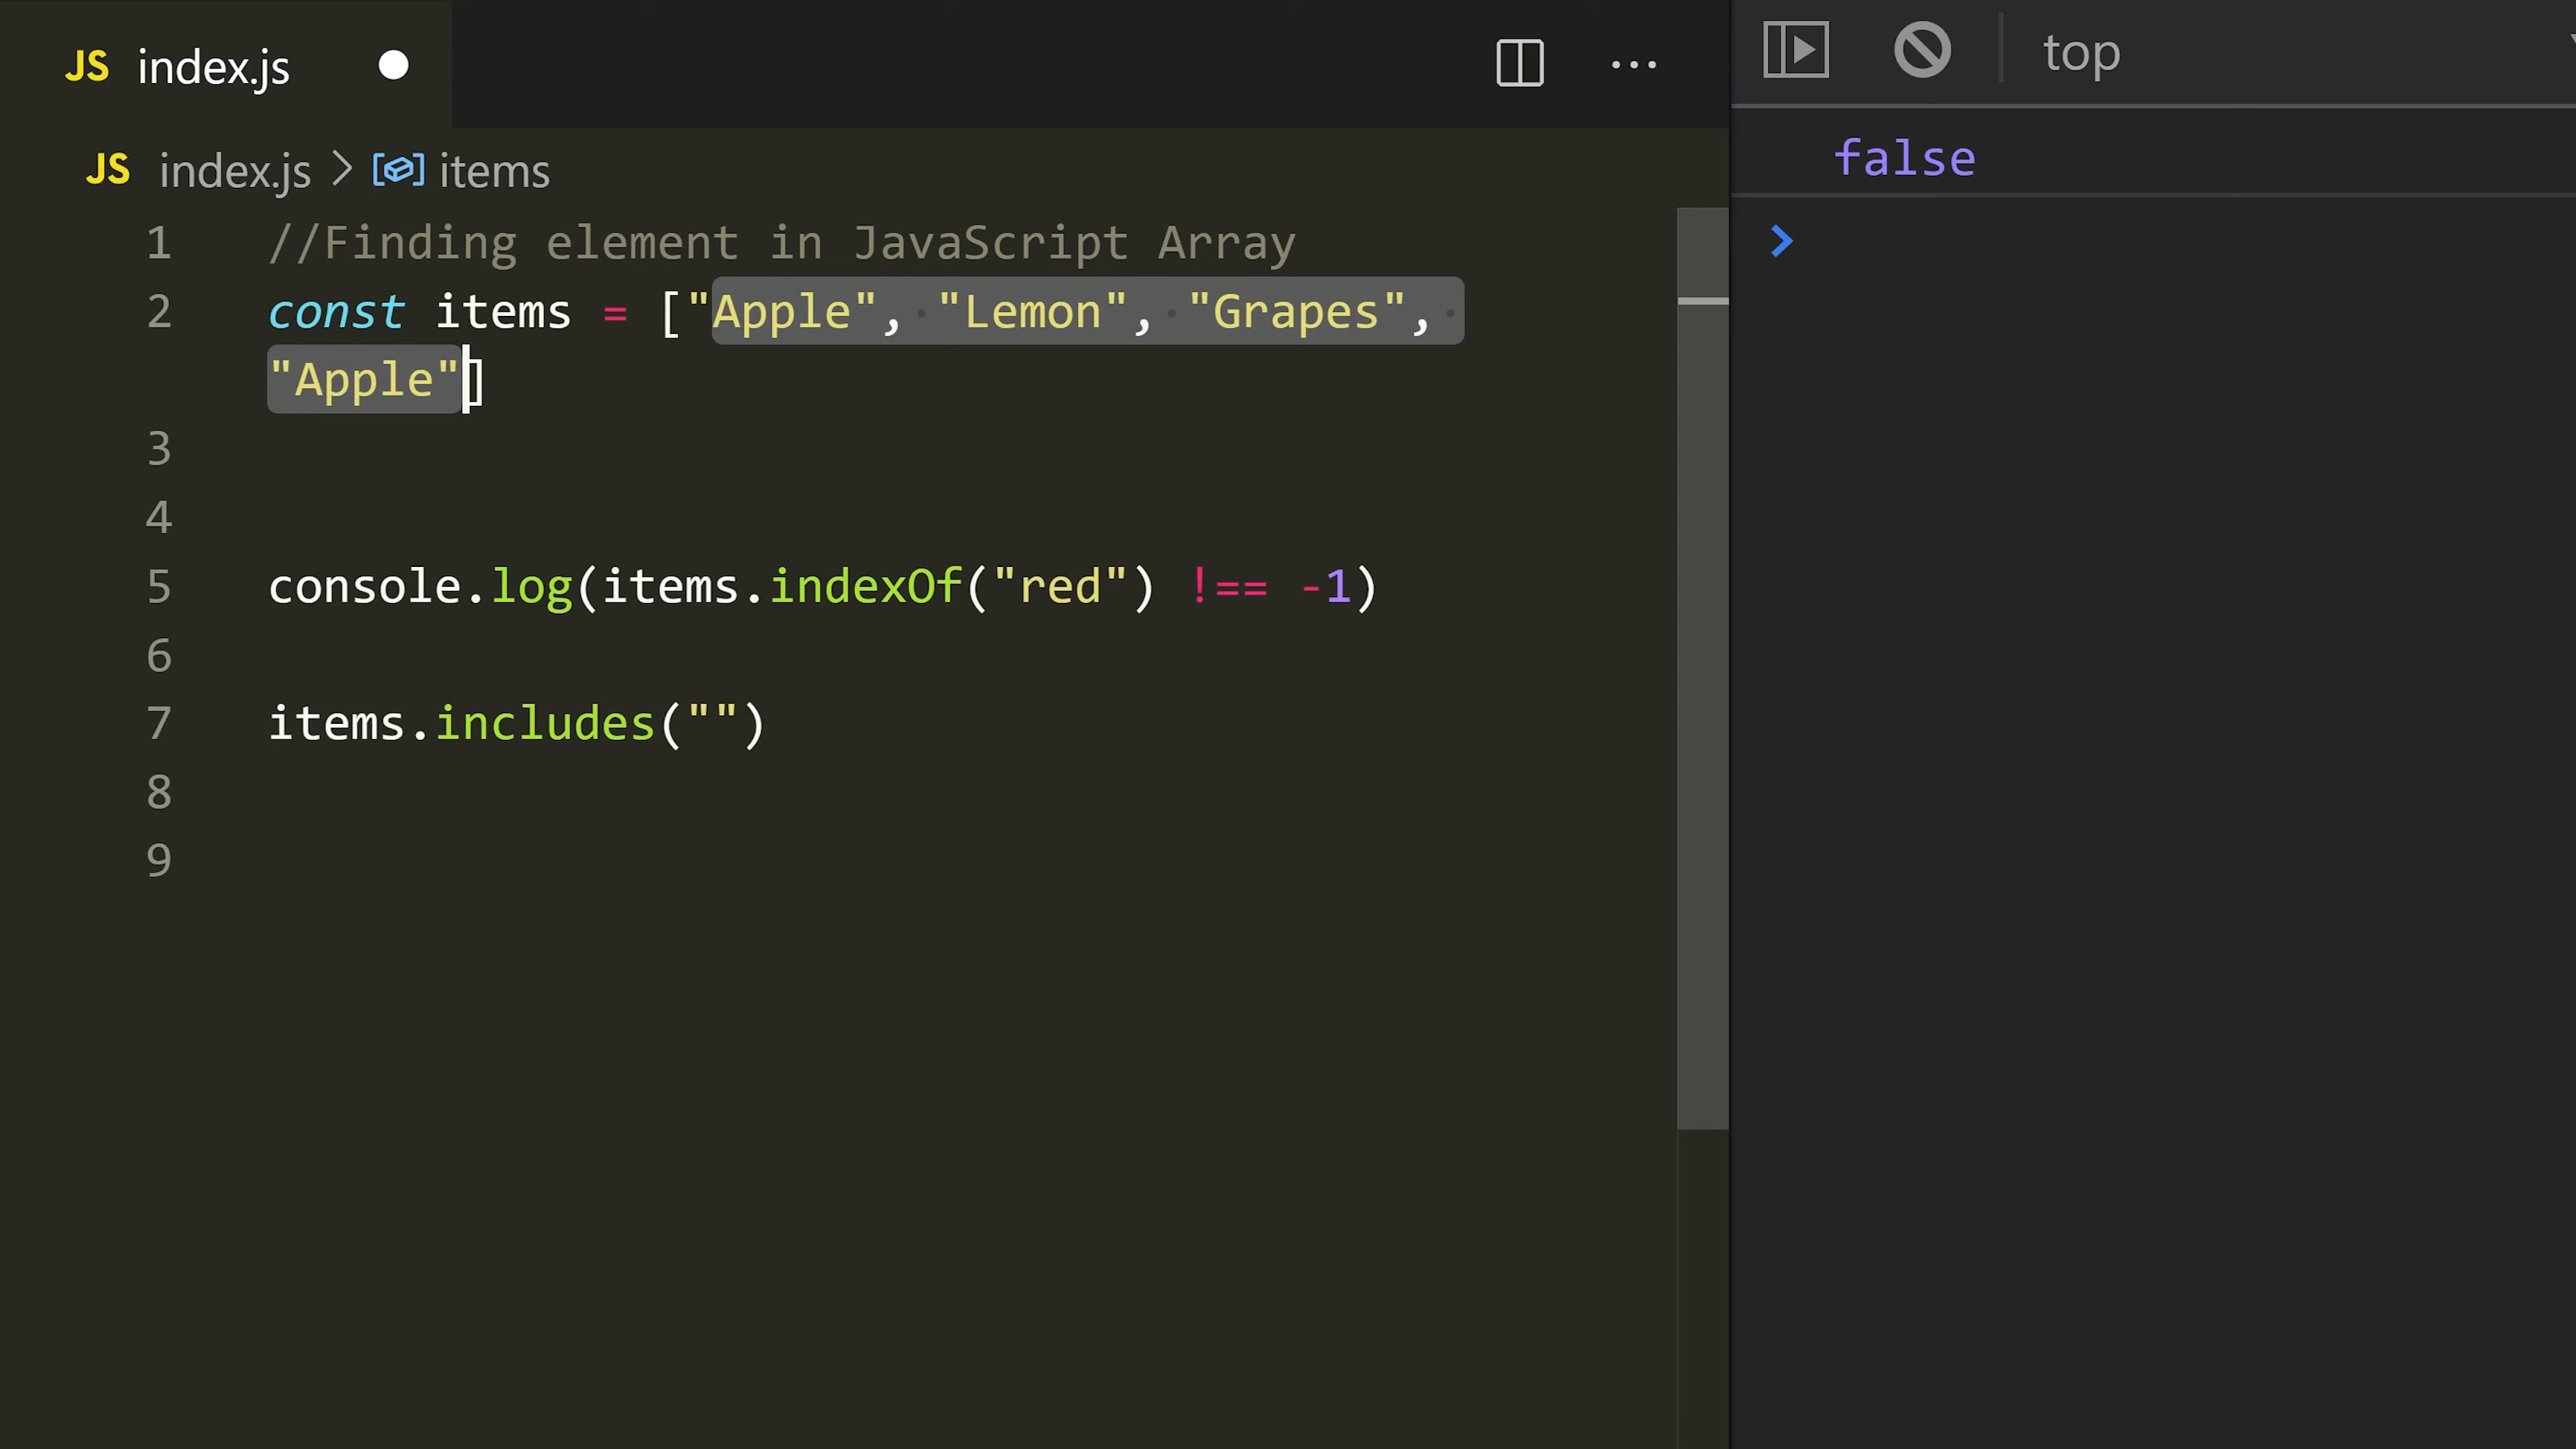 JS index.js
top
JS index.js > items
false
1 //Finding element in JavaScript Array
2 const items = ["Apple", "Lemon", "Grapes",
"Apple"]
3
4
5 console.log(items.indexOf("red") !== -1)
6
7 items.includes("")
8
9